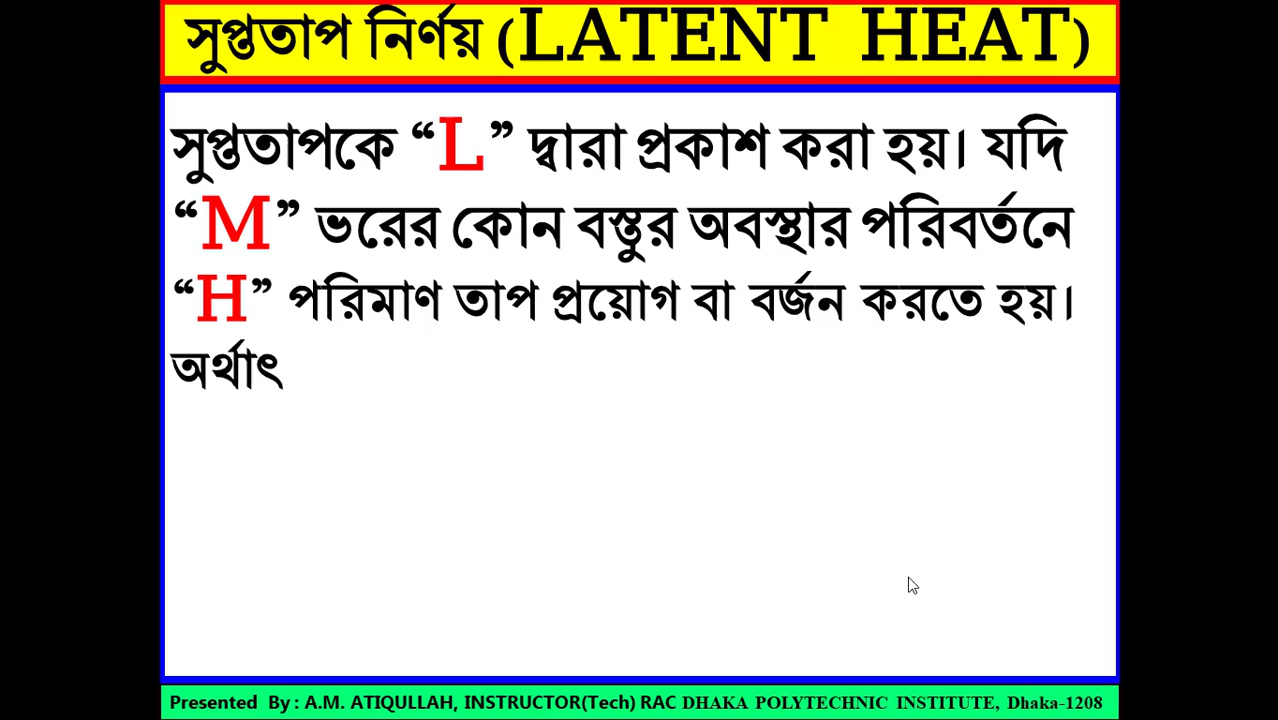 সুপ্ততাপ নির্ণয় (LATENT HEAT)
সুপ্ততাপকে “L” দ্বারা প্রকাশ করা হয়। যদি
“M” ভরের কোন বস্তুর অবস্থার পরিবর্তনে
“H” পরিমাণ তাপ প্রয়োগ বা বর্জন করতে হয়।
অর্থাৎ
Presented By : A.M. ATIQULLAH, INSTRUCTOR(Tech) RAC DHAKA POLYTECHNIC INSTITUTE, Dhaka-1208